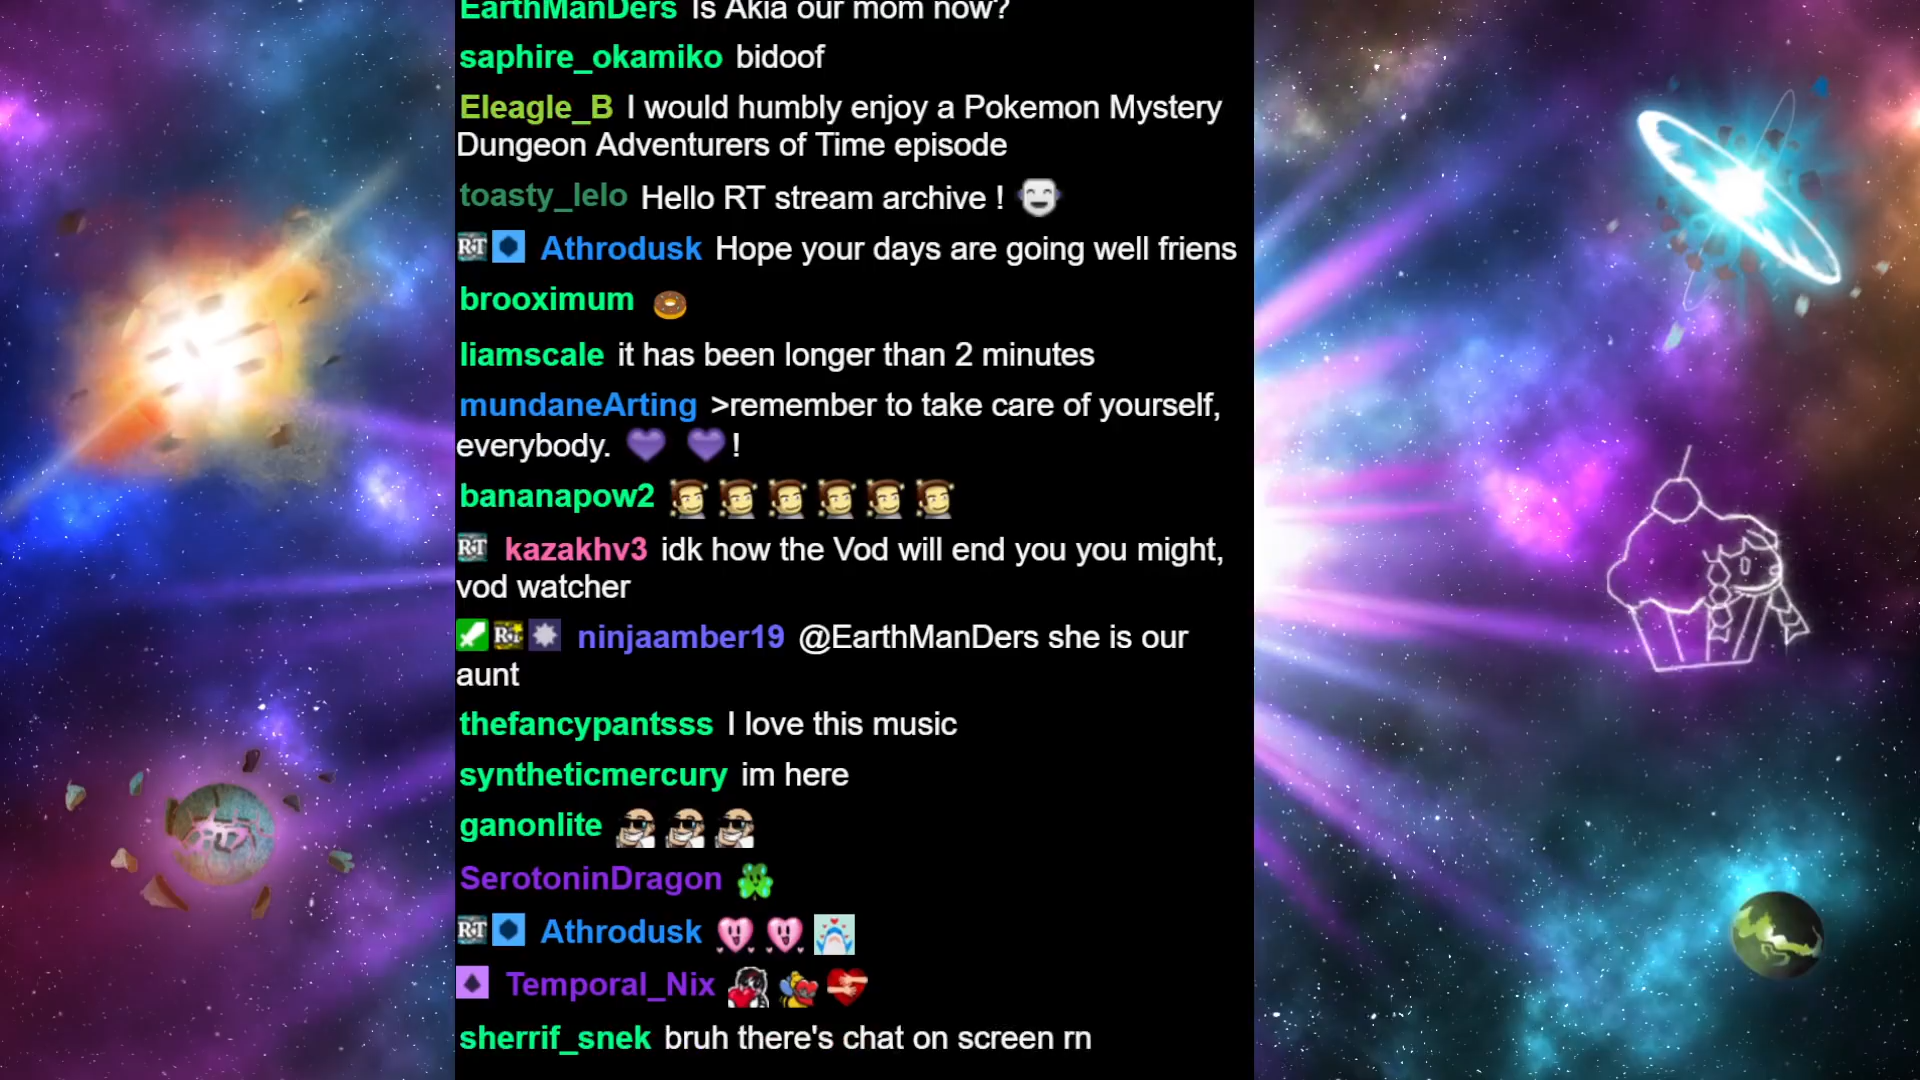 EarthManDers Is Akia our mom now?
saphire_okamiko bidoof
Eleagle_B I would humbly enjoy a Pokemon Mystery
Dungeon Adventurers of Time episode
toasty_lelo Hello RT stream archive !
RT Athrodusk Hope your days are going well friens
brooximum
liamscale it has been longer than 2 minutes
mundaneArting >remember to take care of yourself,
everybody. !
bananapow2
RT kazakhv3 idk how the Vod will end you you might,
vod watcher
RT ninjaamber19 @EarthManDers she is our
aunt
thefancypantsss I love this music
syntheticmercury im here
ganonlite
SerotoninDragon
RT Athrodusk
Temporal_Nix
sherrif_snek bruh there's chat on screen rn